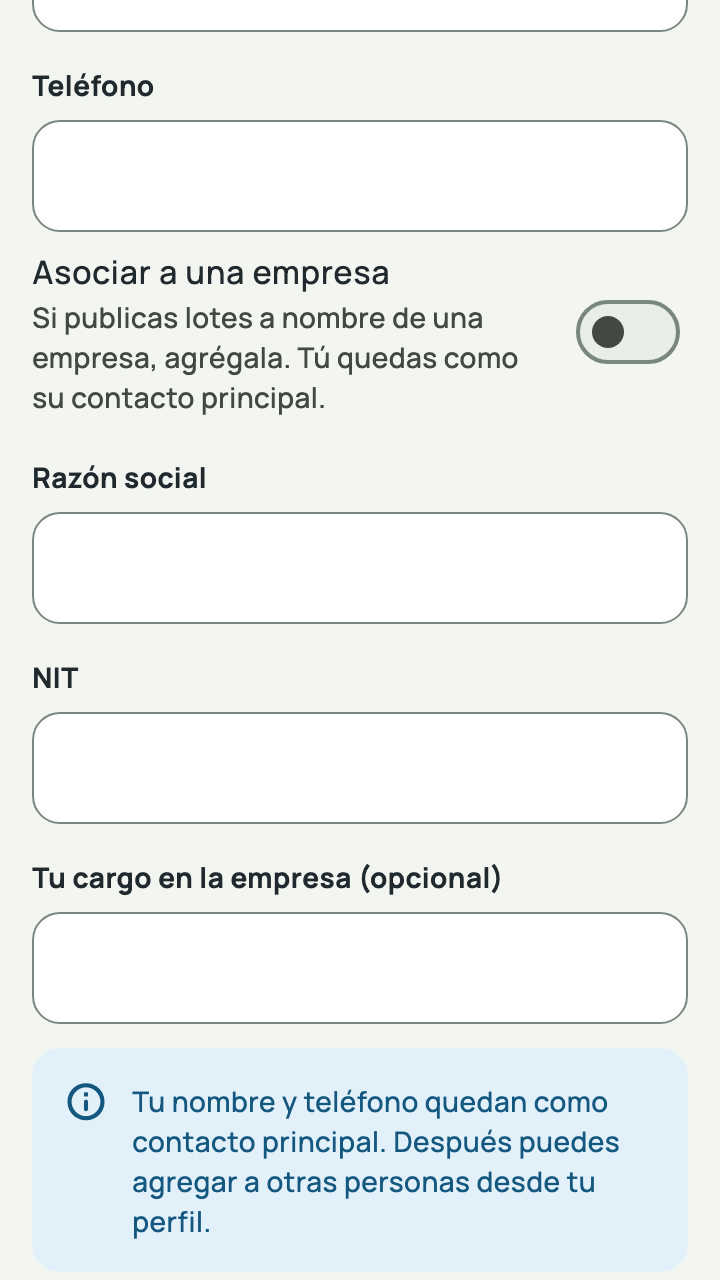 Teléfono
Asociar a una empresa
Si publicas lotes a nombre de una
empresa, agrégala. Tú quedas como
su contacto principal.
Razón social
NIT
Tu cargo en la empresa (opcional)
Tu nombre y teléfono quedan como
contacto principal. Después puedes
agregar a otras personas desde tu
perfil.